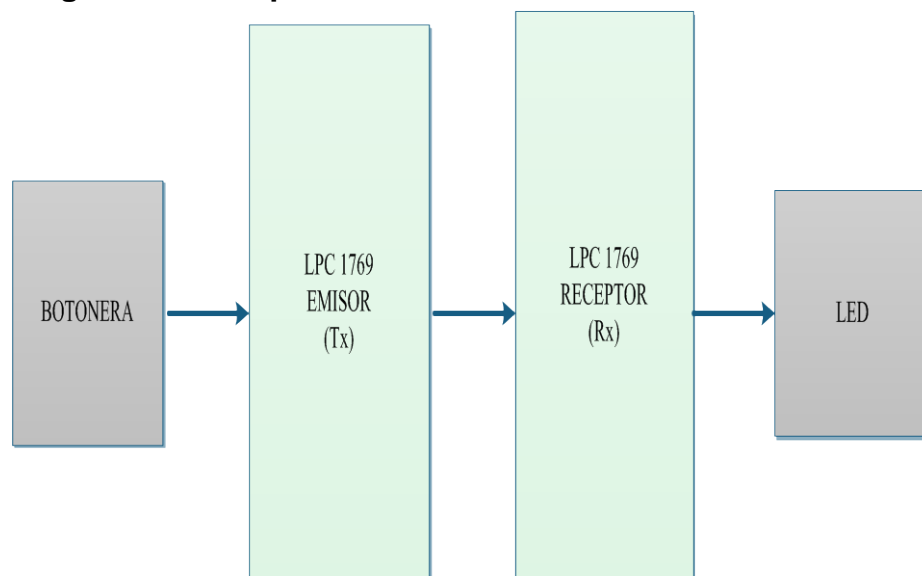 BOTONERA
LPC 1769
EMISOR
(Tx)
LPC 1769
RECEPTOR
(Rx)
LED